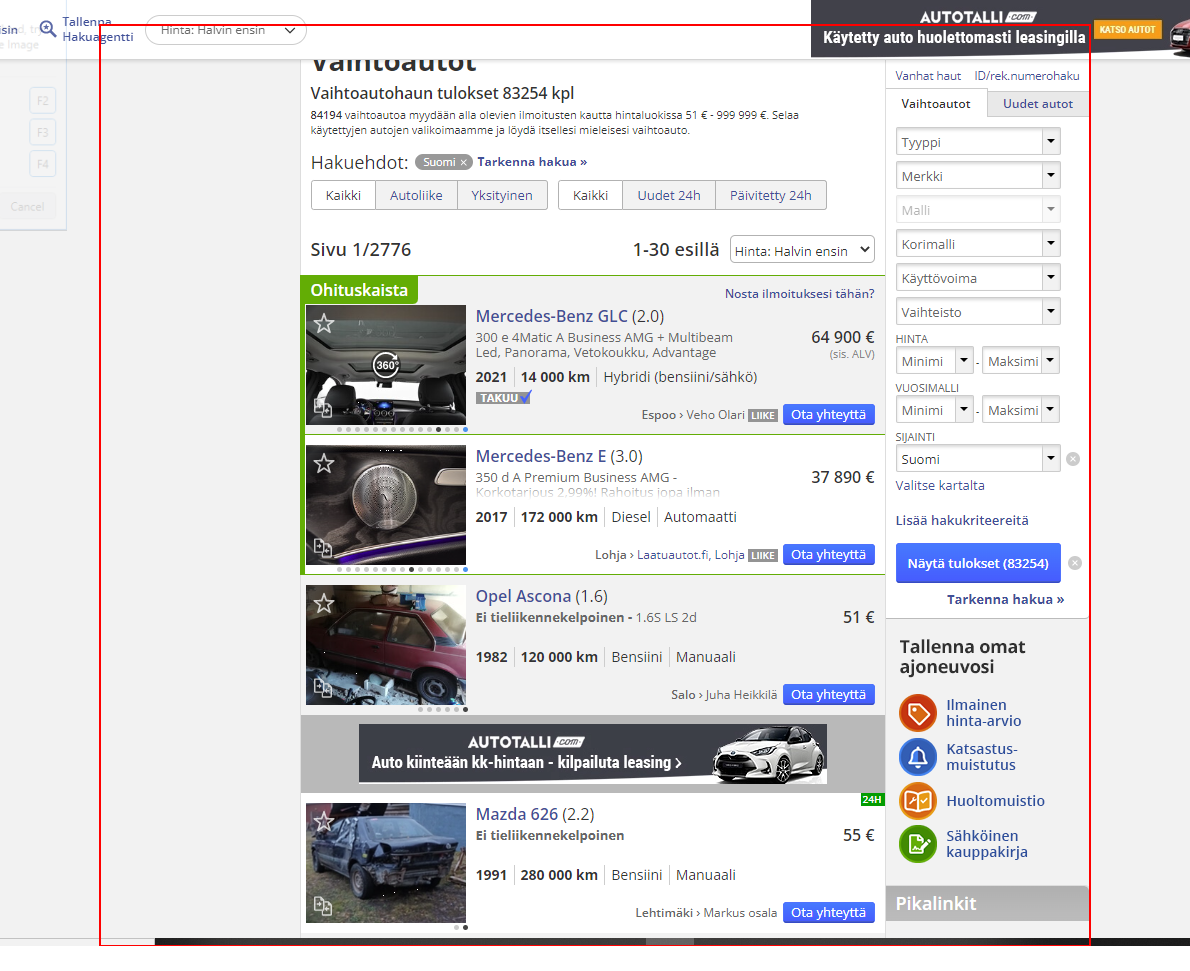 isin
Tallenna
Hakuagentti
Hinta: Halvin ensin
AUTOTALLI.com
Käytetty auto huolettomasti leasingilla
KATSO AUTOT
e Image
F2
F3
F4
Cancel
Vaihtoautot
Vaihtoautohaun tulokset 83254 kpl
84194 vaihtoautoa myydään alla olevien ilmoitusten kautta hintaluokissa 51 € - 999 999 €. Selaa
käytettyjen autojen valikoimaamme ja löydä itsellesi mieleisesi vaihtoauto.
Hakuehdot: Suomi × Tarkenna hakua »
Kaikki Autoliike Yksityinen Kaikki Uudet 24h Päivitetty 24h
Sivu 1/2776 1-30 esillä Hinta: Halvin ensin
Ohituskaista
Nosta ilmoituksesi tähän?
Mercedes-Benz GLC (2.0)
300 e 4Matic A Business AMG + Multibeam
Led, Panorama, Vetokoukku, Advantage
64 900 €
(sis. ALV)
360°
2021 14 000 km Hybridi (bensiini/sähkö)
TAKUU
Espoo › Veho Olari LIIKE Ota yhteyttä
Mercedes-Benz E (3.0)
350 d A Premium Business AMG -
Korkotarjous 2.99%! Rahoitus jopa ilman
37 890 €
2017 172 000 km Diesel Automaatti
Lohja › Laatuautot.fi, Lohja LIIKE Ota yhteyttä
Opel Ascona (1.6)
Ei tieliikennekelpoinen - 1.6S LS 2d
51 €
1982 120 000 km Bensiini Manuaali
Salo › Juha Heikkilä Ota yhteyttä
AUTOTALLI.com
Auto kiinteään kk-hintaan - kilpailuta leasing ›
24H
Mazda 626 (2.2)
Ei tieliikennekelpoinen
55 €
1991 280 000 km Bensiini Manuaali
Lehtimäki › Markus osala Ota yhteyttä
Vanhat haut ID/rek.numerohaku
Vaihtoautot Uudet autot
Tyyppi
Merkki
Malli
Korimalli
Käyttövoima
Vaihteisto
HINTA
Minimi - Maksimi
VUOSIMALLI
Minimi - Maksimi
SIJAINTI
Suomi
Valitse kartalta
Lisää hakukriteereitä
Näytä tulokset (83254)
Tarkenna hakua »
Tallenna omat
ajoneuvosi
Ilmainen
hinta-arvio
Katsastus-
muistutus
Huoltomuistio
Sähköinen
kauppakirja
Pikalinkit